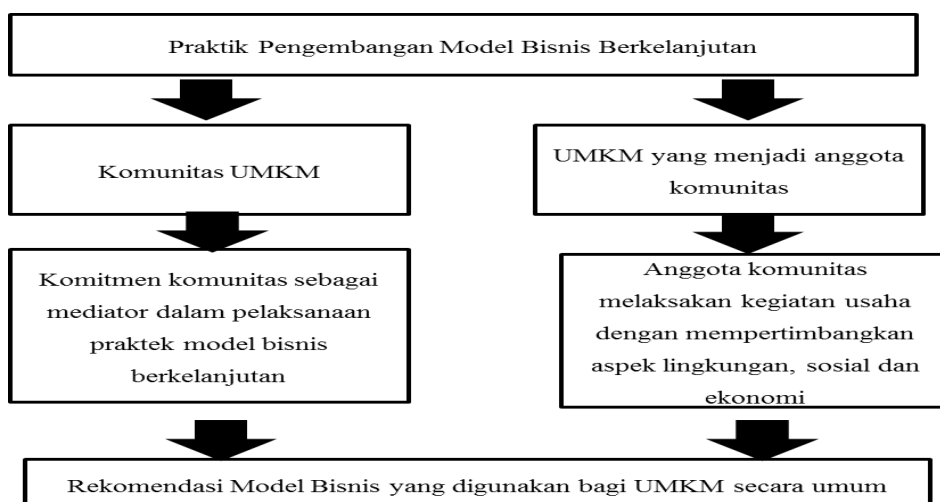 Praktik Pengembangan Model Bisnis Berkelanjutan
Komunitas UMKM
UMKM yang menjadi anggota
komunitas
Komitmen komunitas sebagai
mediator dalam pelaksanaan
praktek model bisnis
berkelanjutan
Anggota komunitas
melaksakan kegiatan usaha
dengan mempertimbangkan
aspek lingkungan, sosial dan
ekonomi
Rekomendasi Model Bisnis yang digunakan bagi UMKM secara umum